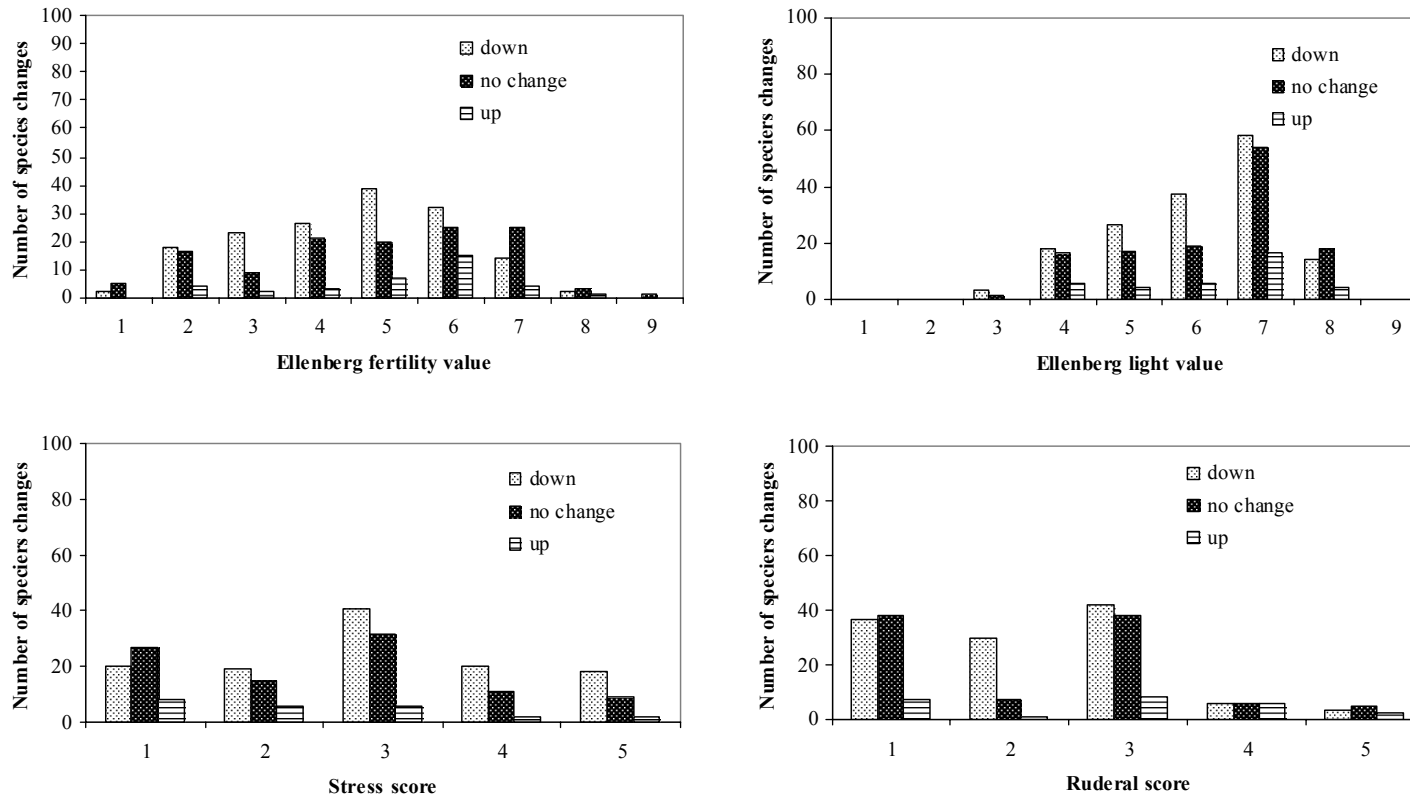 Number of species changes
100
90
80
70
60
50
40
30
20
10
0
down
no change
up
1 2 3 4 5 6 7 8 9
Ellenberg fertility value
Number of speciers changes
100
80
60
40
20
0
down
no change
up
1 2 3 4 5 6 7 8 9
Ellenberg light value
Number of speciers changes
100
80
60
40
20
0
down
no change
up
1 2 3 4 5
Stress score
Number of speciers changes
100
80
60
40
20
0
down
no change
up
1 2 3 4 5
Ruderal score